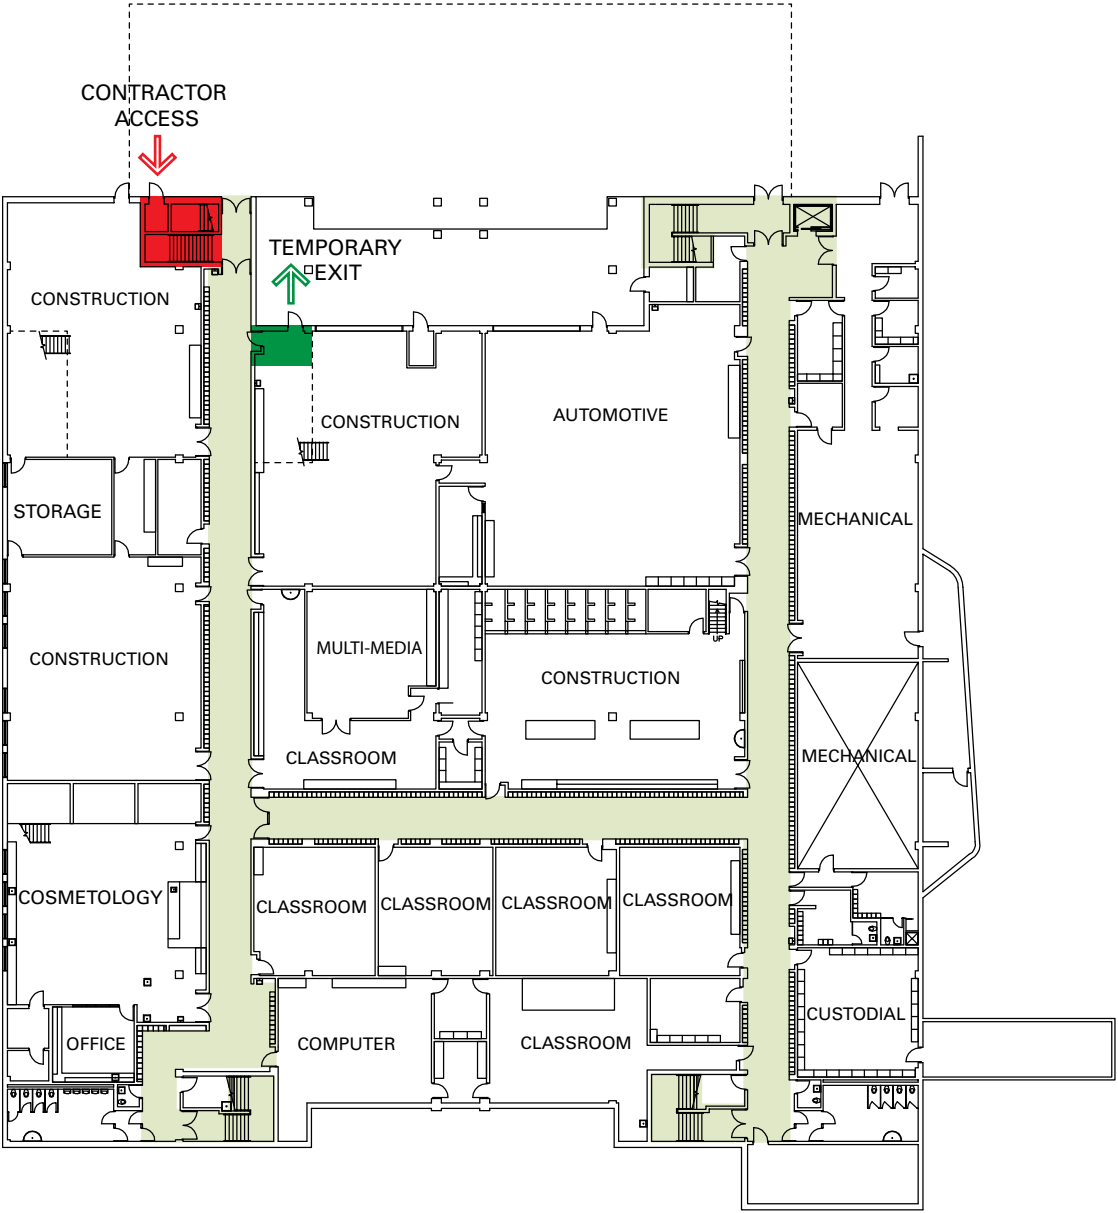 CONTRACTOR
ACCESS
TEMPORARY
EXIT
CONSTRUCTION
AUTOMOTIVE
CONSTRUCTION
STORAGE
MECHANICAL
UP
MULTI-MEDIA
CONSTRUCTION
CONSTRUCTION
CLASSROOM
MECHANICAL
COSMETOLOGY
CLASSROOM
CLASSROOM
CLASSROOM
CLASSROOM
CUSTODIAL
OFFICE
COMPUTER
CLASSROOM